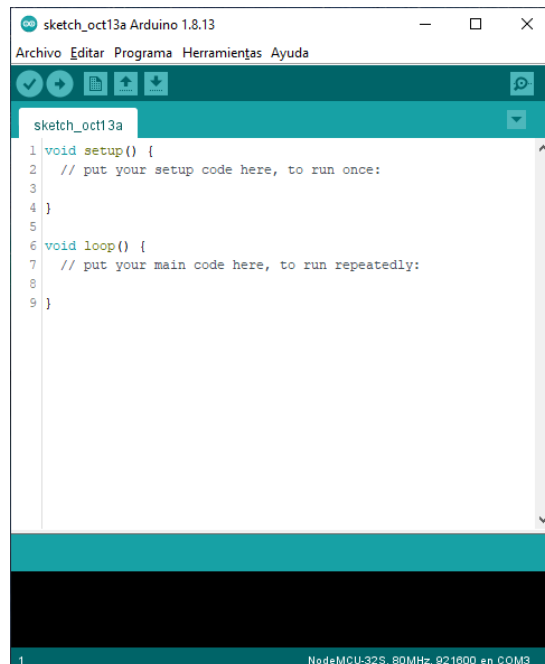 sketch_oct13a Arduino 1.8.13
Archivo Editar Programa Herramientas Ayuda
sketch_oct13a
1 void setup() {
2 // put your setup code here, to run once:
3
4 }
5
6 void loop() {
7 // put your main code here, to run repeatedly:
8
9 }
1 NodeMCU-32S, 80MHz, 921600 en COM3